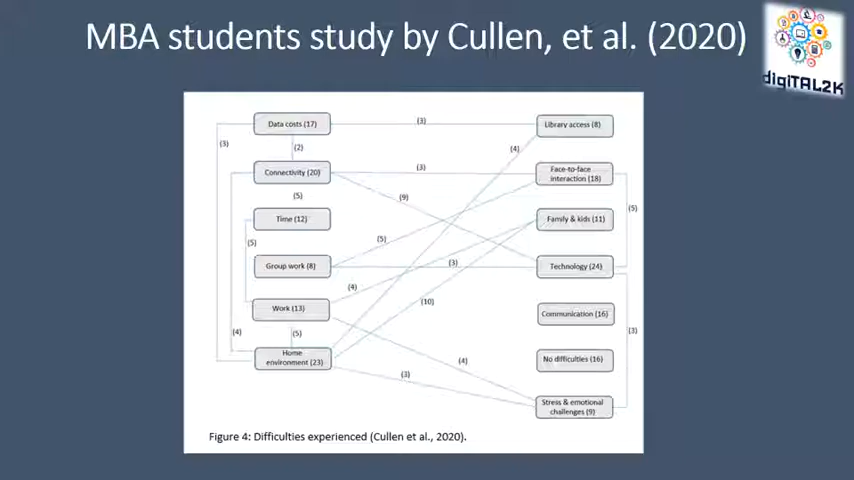 MBA students study by Cullen, et al. (2020)
digiTAL2K
Data costs (17)
(3)
Library access (8)
(3)
(2)
(4)
Connectivity (20)
(3)
Face-to-face
interaction (18)
(5)
(9)
(5)
Time (12)
Family & kids (11)
(5)
(5)
Group work (8)
(3)
Technology (24)
(4)
(10)
Work (13)
Communication (16)
(4)
(5)
(3)
Home
environment (23)
(4)
No difficulties (16)
(3)
Stress & emotional
challenges (9)
Figure 4: Difficulties experienced (Cullen et al., 2020).